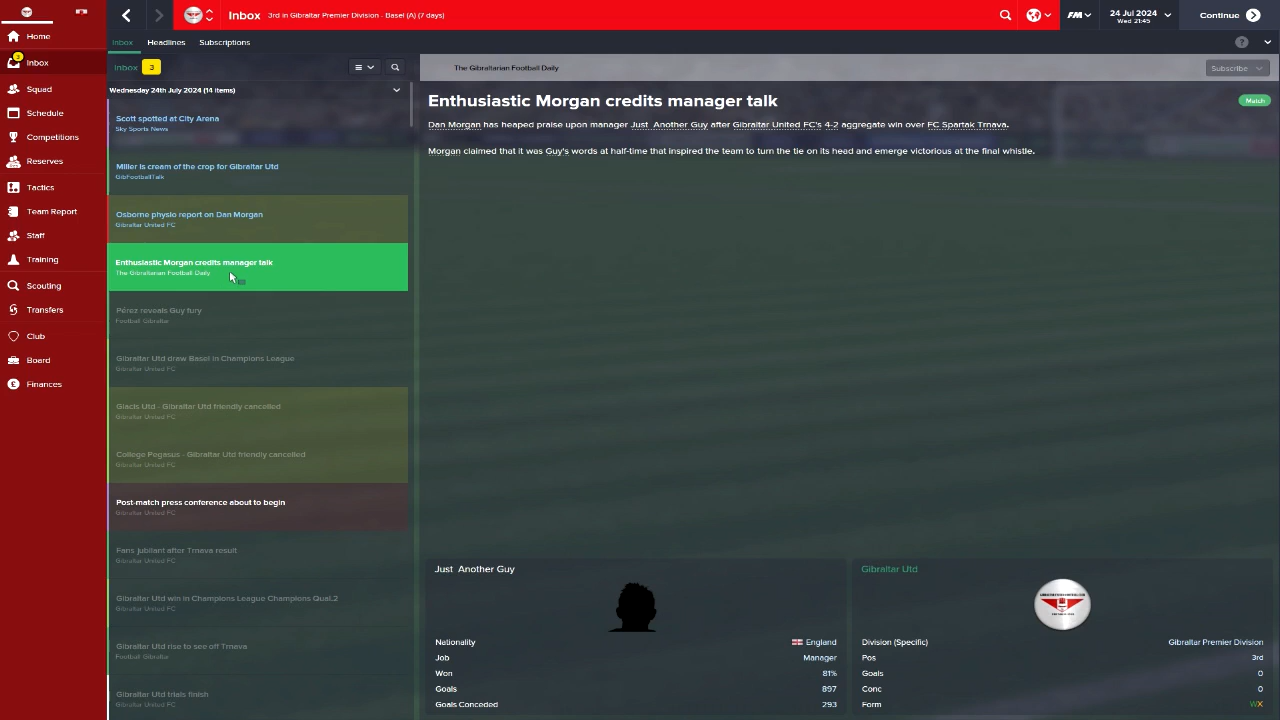 Inbox
3rd in Gibraltar Premier Division - Basel (A) (7 days)
FM
24 Jul 2024
Wed 21:45
Continue
Home
3
Inbox
Squad
Schedule
Competitions
Reserves
Tactics
Team Report
Staff
Training
Scouting
Transfers
Club
Board
Finances
Inbox
Headlines
Subscriptions
Inbox
3
Wednesday 24th July 2024 (14 items)
Scott spotted at City Arena
Sky Sports News
Miller is cream of the crop for Gibraltar Utd
GibFootballTalk
Osborne physio report on Dan Morgan
Gibraltar United FC
Enthusiastic Morgan credits manager talk
The Gibraltarian Football Daily
Pérez reveals Guy fury
Football Gibraltar
Gibraltar Utd draw Basel in Champions League
Gibraltar United FC
Glacis Utd - Gibraltar Utd friendly cancelled
Gibraltar United FC
College Pegasus - Gibraltar Utd friendly cancelled
Gibraltar United FC
Post-match press conference about to begin
Gibraltar United FC
Fans jubilant after Trnava result
Gibraltar United FC
Gibraltar Utd win in Champions League Champions Qual.2
Gibraltar United FC
Gibraltar Utd rise to see off Trnava
Football Gibraltar
Gibraltar Utd trials finish
Gibraltar United FC
The Gibraltarian Football Daily
Subscribe
Enthusiastic Morgan credits manager talk
Match
Dan Morgan has heaped praise upon manager Just Another Guy after Gibraltar United FC's 4-2 aggregate win over FC Spartak Trnava.
Morgan claimed that it was Guy's words at half-time that inspired the team to turn the tie on its head and emerge victorious at the final whistle.
Just Another Guy
Nationality England
Job Manager
Won 81%
Goals 897
Goals Conceded 293
Gibraltar Utd
Division (Specific) Gibraltar Premier Division
Pos 3rd
Goals 0
Conc 0
Form WX